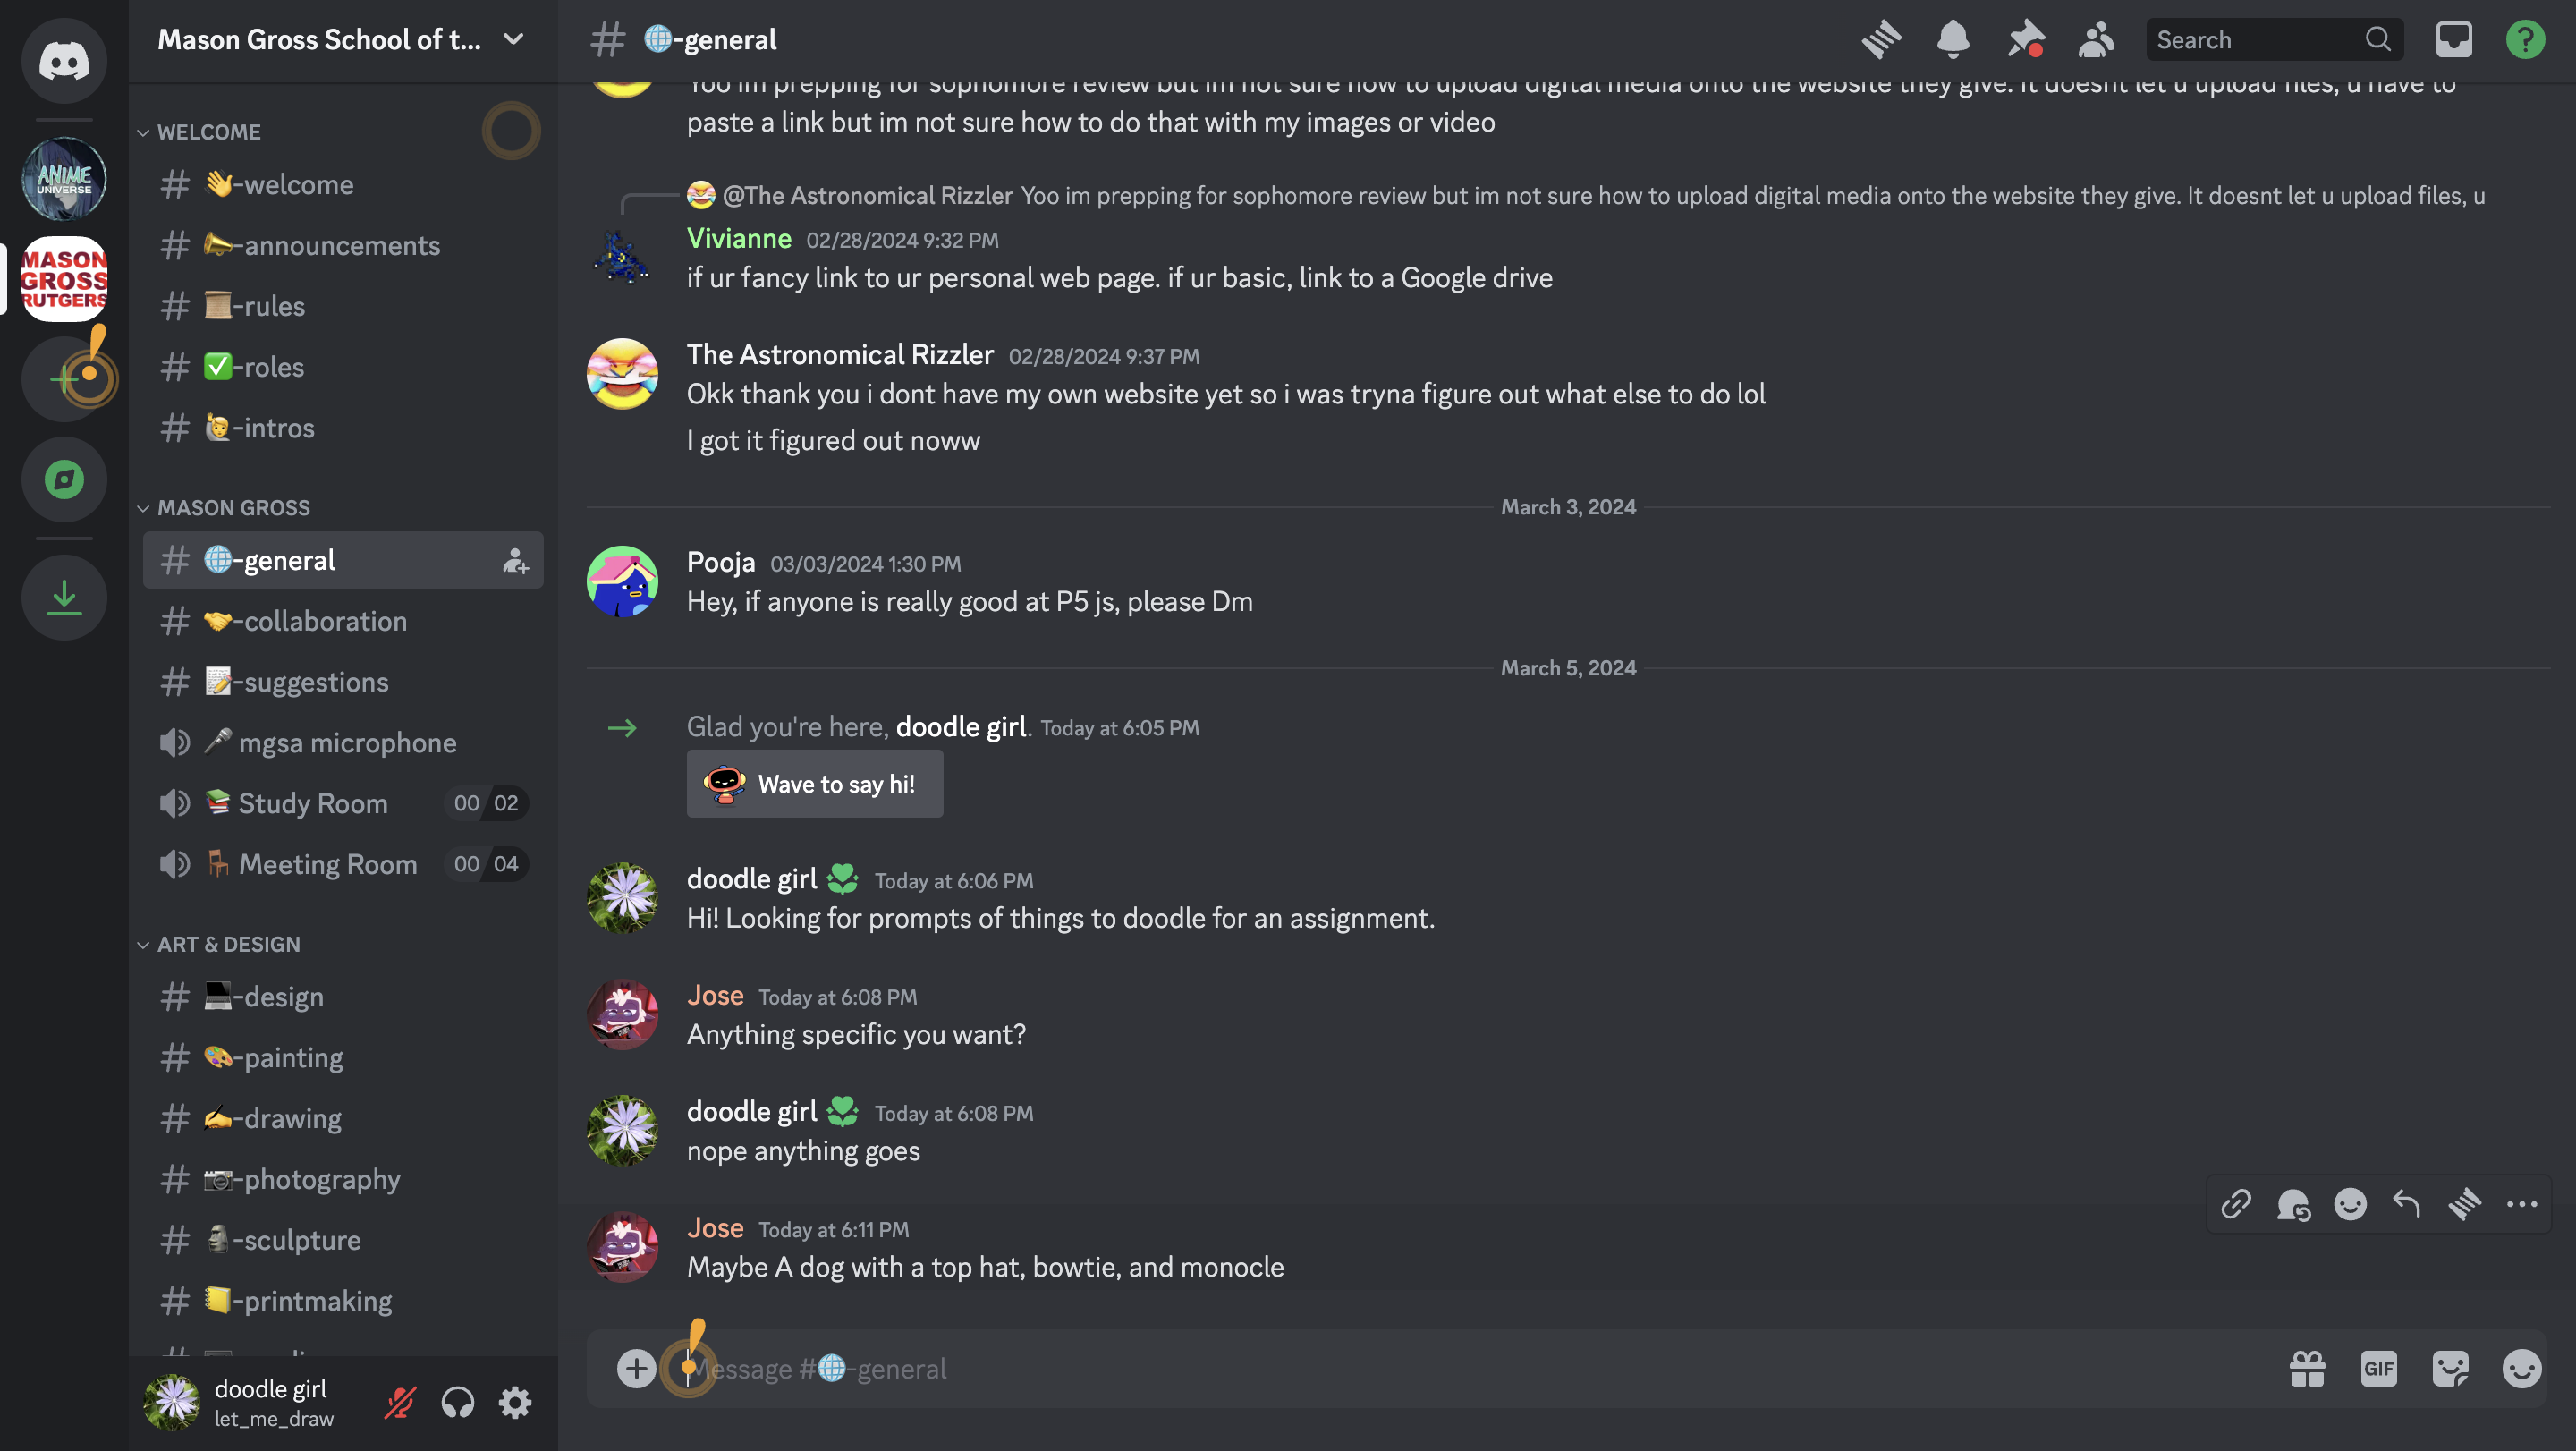 Mason Gross School of t...
ANIME
UNIVERSE
MASON
GROSS
RUTGERS
WELCOME
-welcome
-announcements
-rules
-roles
-intros
MASON GROSS
-general
-collaboration
-suggestions
mgsa microphone
Study Room 00 02
Meeting Room 00 04
ART & DESIGN
-design
-painting
-drawing
-photography
-sculpture
-printmaking
doodle girl
let_me_draw
# -general
Search
?
Yoo im prepping for sophomore review but im not sure how to upload digital media onto the website they give. It doesnt let u upload files, u have to
paste a link but im not sure how to do that with my images or video
@The Astronomical Rizzler Yoo im prepping for sophomore review but im not sure how to upload digital media onto the website they give. It doesnt let u upload files, u
Vivianne 02/28/2024 9:32 PM
if ur fancy link to ur personal web page. if ur basic, link to a Google drive
The Astronomical Rizzler 02/28/2024 9:37 PM
Okk thank you i dont have my own website yet so i was tryna figure out what else to do lol
I got it figured out noww
March 3, 2024
Pooja 03/03/2024 1:30 PM
Hey, if anyone is really good at P5 js, please Dm
March 5, 2024
Glad you're here, doodle girl. Today at 6:05 PM
Wave to say hi!
doodle girl Today at 6:06 PM
Hi! Looking for prompts of things to doodle for an assignment.
Jose Today at 6:08 PM
Anything specific you want?
doodle girl Today at 6:08 PM
nope anything goes
Jose Today at 6:11 PM
Maybe A dog with a top hat, bowtie, and monocle
Message # -general
GIF